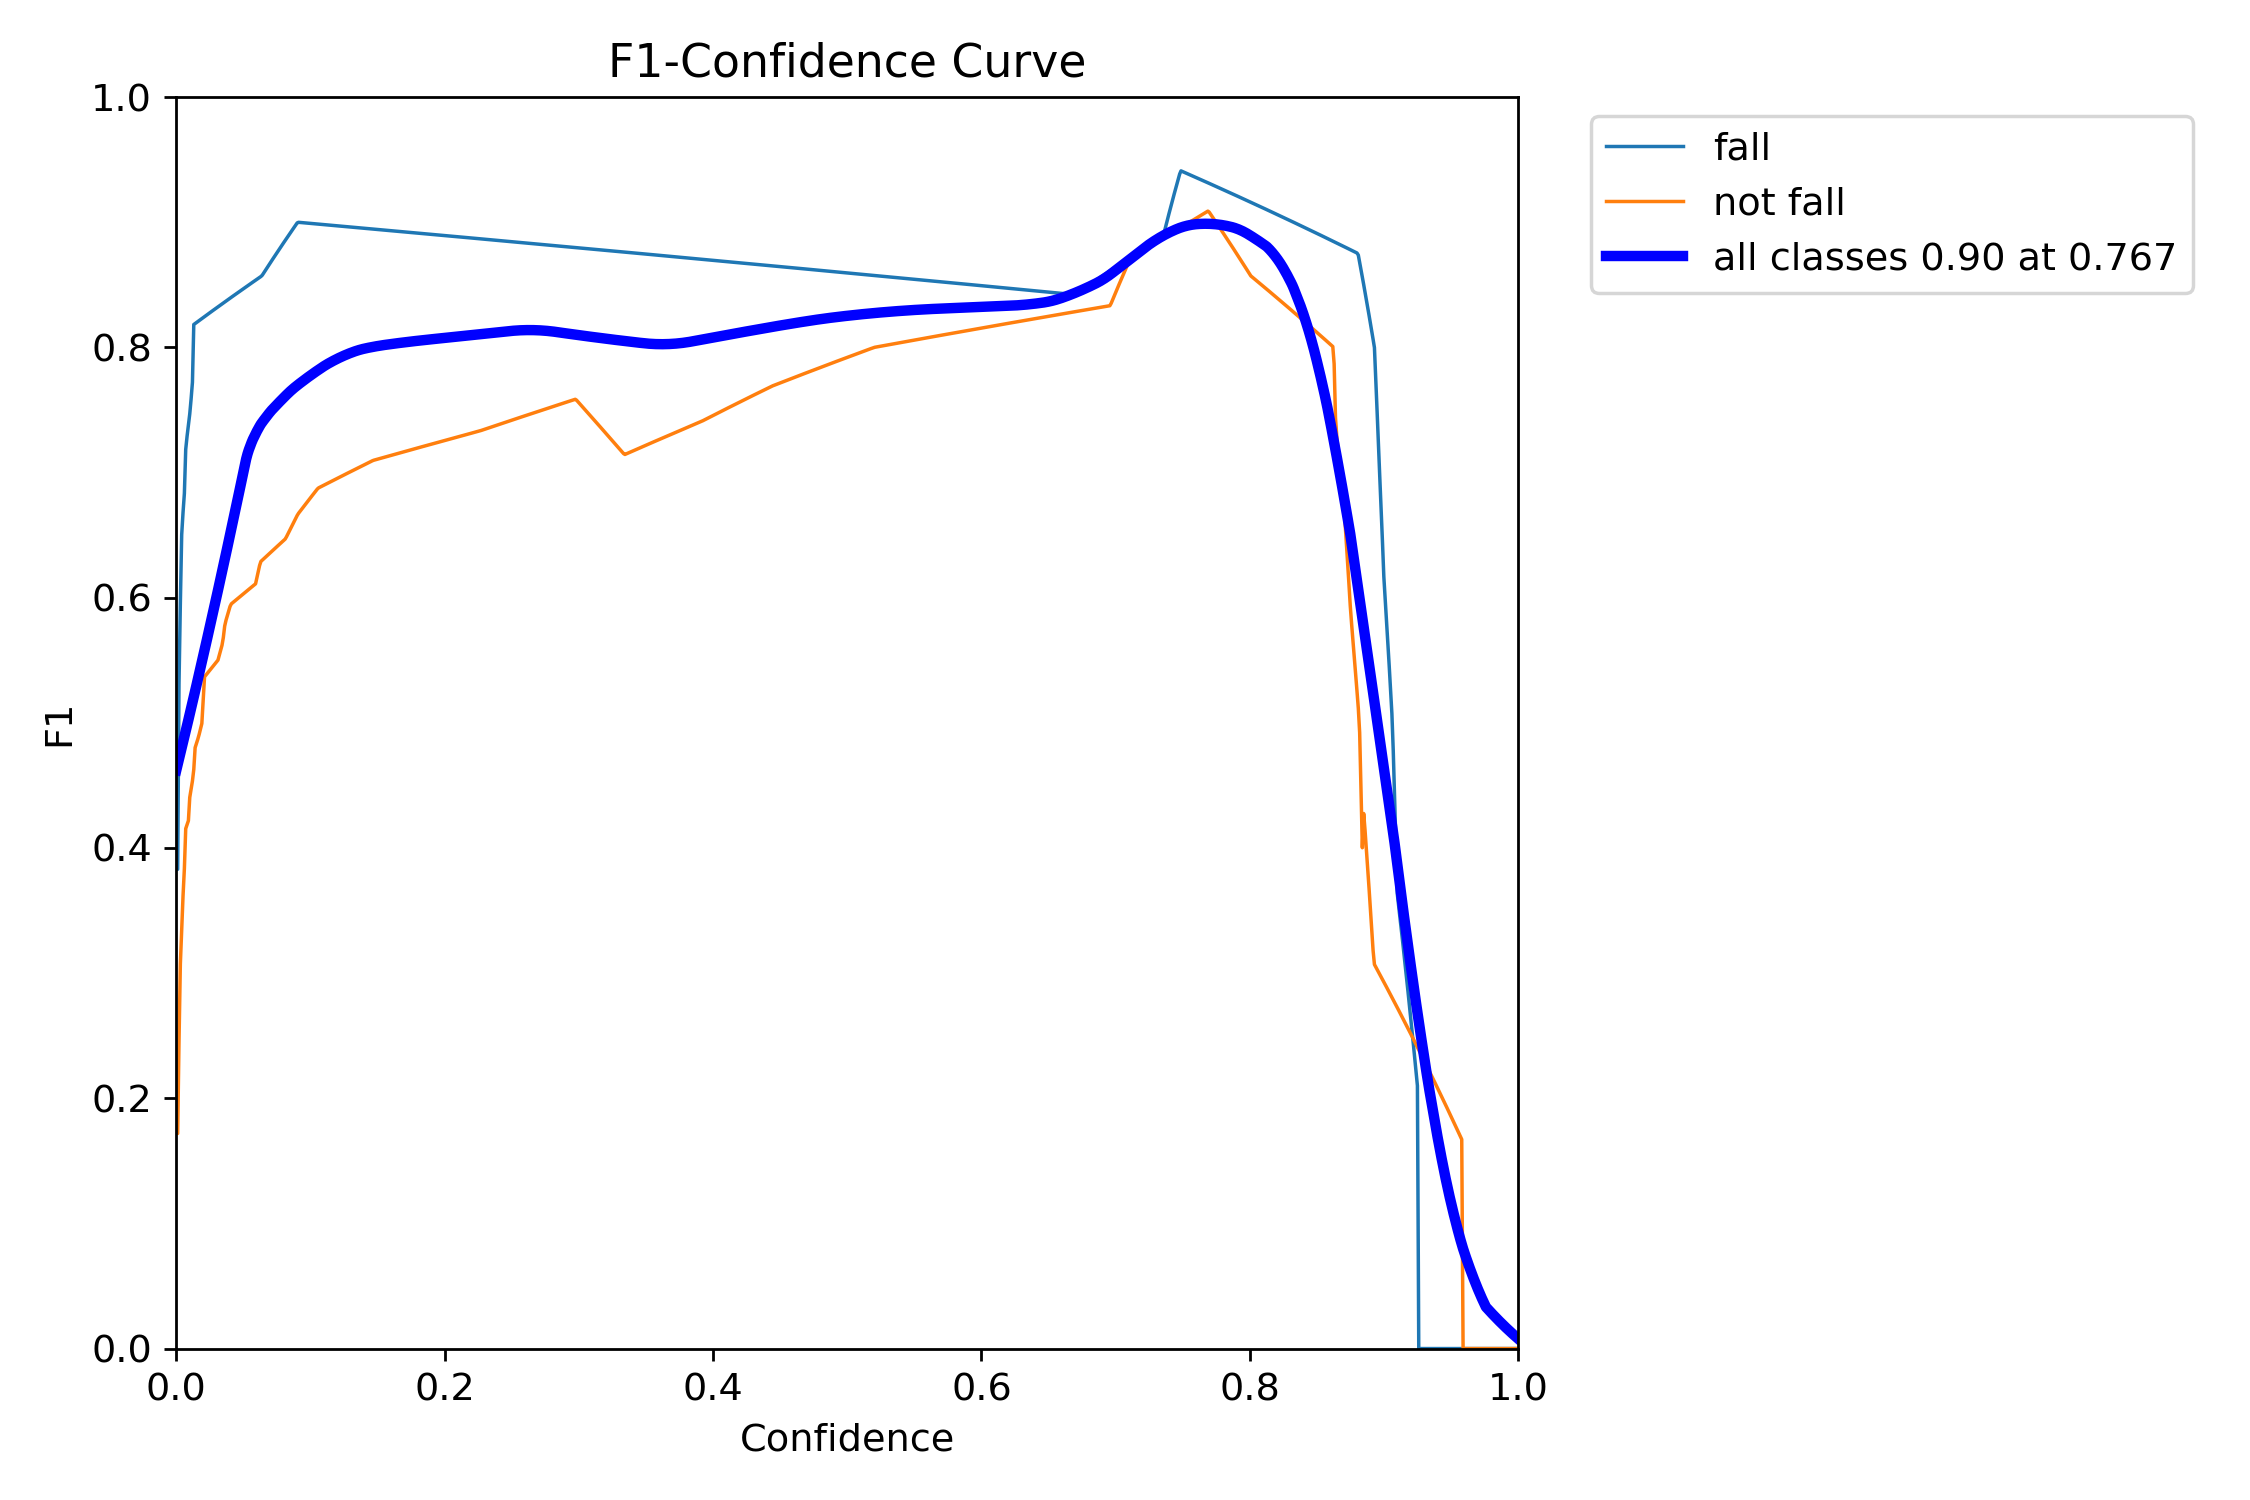 F1-Confidence Curve
fall
not fall
all classes 0.90 at 0.767
F1
1.0
0.8
0.6
0.4
0.2
0.0
0.0 0.2 0.4 0.6 0.8 1.0
Confidence